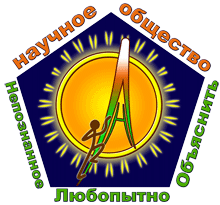 научное общество
Непознанное
Любопытно
Объяснить